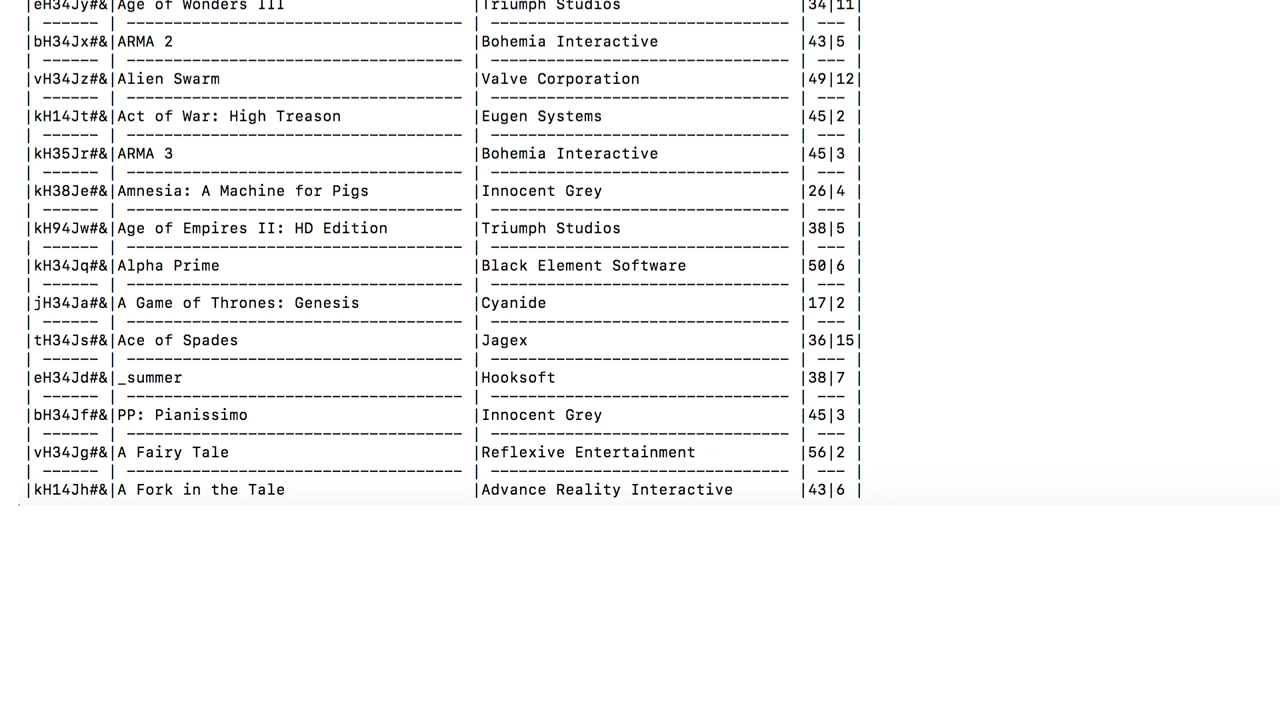 |eH34Jy#&|Age of Wonders III |Triumph Studios |34|11|
| ------ | ------------------------------------ | -------------------------------- | --- |
|bH34Jx#&|ARMA 2 |Bohemia Interactive |43|5 |
| ------ | ------------------------------------ | -------------------------------- | --- |
|vH34Jz#&|Alien Swarm |Valve Corporation |49|12|
| ------ | ------------------------------------ | -------------------------------- | --- |
|kH14Jt#&|Act of War: High Treason |Eugen Systems |45|2 |
| ------ | ------------------------------------ | -------------------------------- | --- |
|kH35Jr#&|ARMA 3 |Bohemia Interactive |45|3 |
| ------ | ------------------------------------ | -------------------------------- | --- |
|kH38Je#&|Amnesia: A Machine for Pigs |Innocent Grey |26|4 |
| ------ | ------------------------------------ | -------------------------------- | --- |
|kH94Jw#&|Age of Empires II: HD Edition |Triumph Studios |38|5 |
| ------ | ------------------------------------ | -------------------------------- | --- |
|kH34Jq#&|Alpha Prime |Black Element Software |50|6 |
| ------ | ------------------------------------ | -------------------------------- | --- |
|jH34Ja#&|A Game of Thrones: Genesis |Cyanide |17|2 |
| ------ | ------------------------------------ | -------------------------------- | --- |
|tH34Js#&|Ace of Spades |Jagex |36|15|
| ------ | ------------------------------------ | -------------------------------- | --- |
|eH34Jd#&|_summer |Hooksoft |38|7 |
| ------ | ------------------------------------ | -------------------------------- | --- |
|bH34Jf#&|PP: Pianissimo |Innocent Grey |45|3 |
| ------ | ------------------------------------ | -------------------------------- | --- |
|vH34Jg#&|A Fairy Tale |Reflexive Entertainment |56|2 |
| ------ | ------------------------------------ | -------------------------------- | --- |
|kH14Jh#&|A Fork in the Tale |Advance Reality Interactive |43|6 |